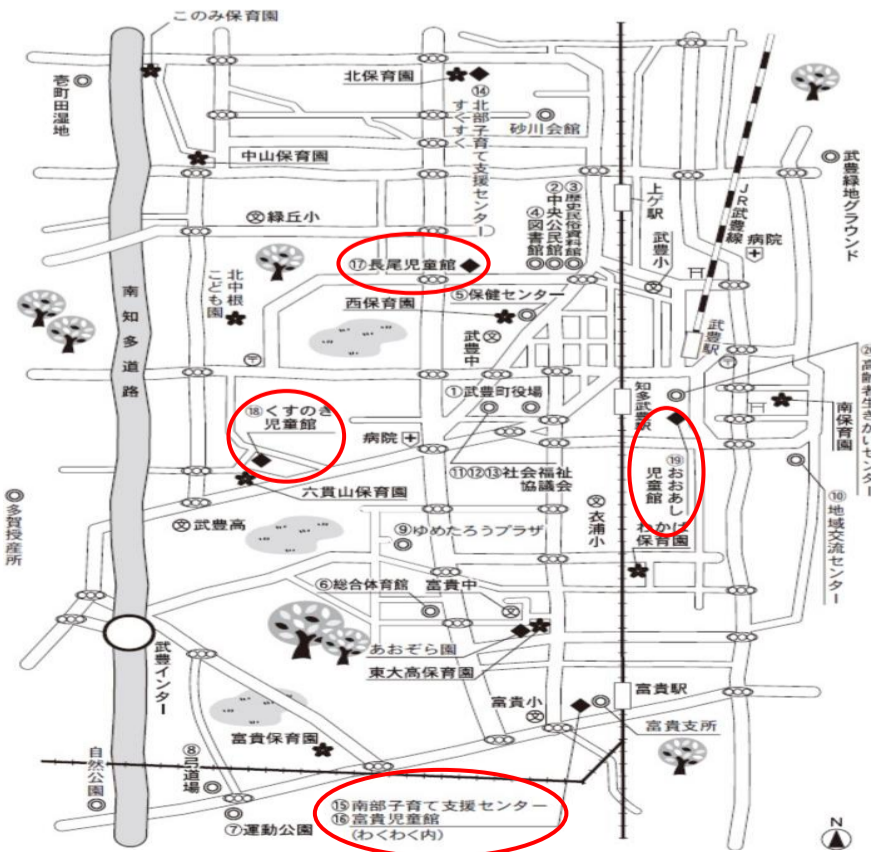 このみ保育園
壱町田湿地
北保育園
⑭北部子育て支援センター
すくすく
砂川会館
中山保育園
武豊緑地グラウンド
上ゲ駅
JR武豊線
病院
③歴史民俗資料館
②中央公民館
④図書館
武豊小
文緑丘小
⑰長尾児童館
北中根
こども園
⑤保健センター
西保育園
武豊中
文
南知多道路
武豊駅
①武豊町役場
知多武豊駅
⑳高齢者生きがいセンター
南保育園
⑱くすのき
児童館
病院
⑪⑫⑬社会福祉
協議会
⑲おおあし
児童館
六貫山保育園
多賀授産所
文武豊高
⑨ゆめたろうプラザ
文
衣浦小
わかば
保育園
⑩地域交流センター
⑥総合体育館
富貴中
文
あおぞら園
東大高保育園
武豊インター
富貴小
文
富貴駅
富貴支所
富貴保育園
自然公園
⑧弓道場
⑦運動公園
⑮南部子育て支援センター
⑯富貴児童館
(わくわく内)
N